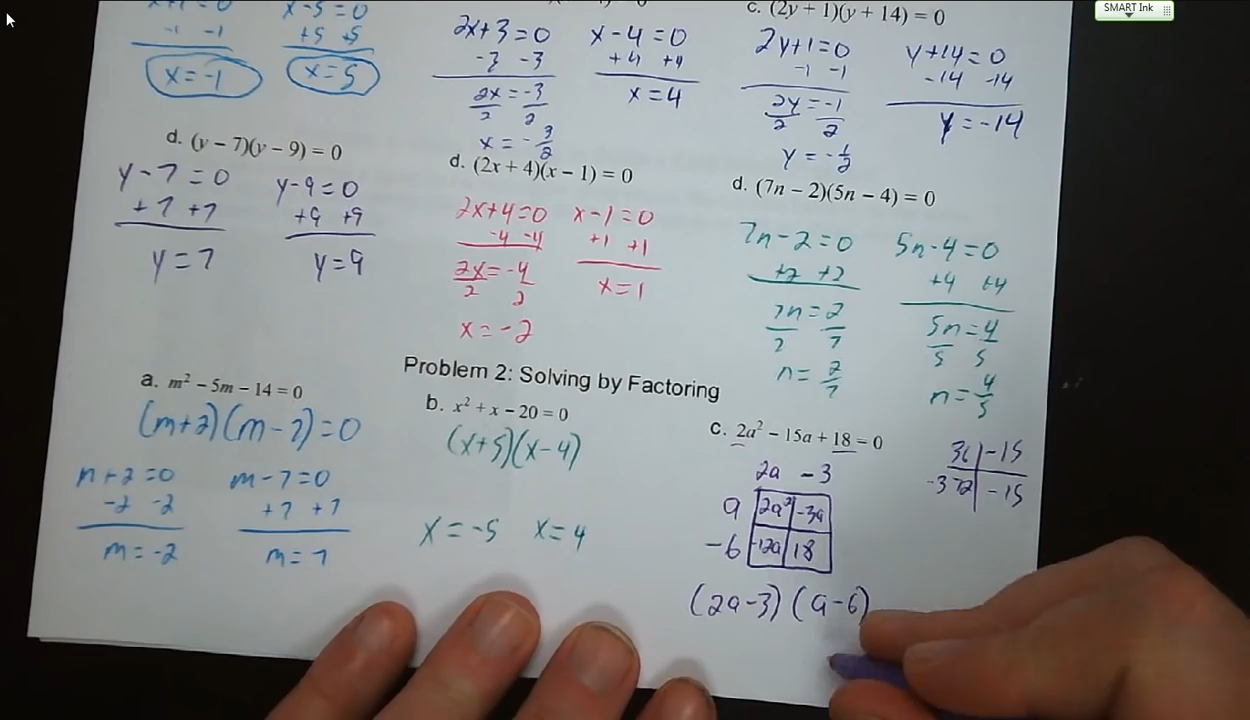 SMART Ink
x+1=0 x-5=0
-1 -1 +5 +5
x=-1 x=5
2x+3=0 x-4=0
-3 -3 +4 +4
2x=-3
2 2
x=4
x=-3/2
c. (2y + 1)(y + 14) = 0
2y+1=0 y+14=0
-1 -1 -14 -14
2y=-1
2 2
y=-14
y=-1/2
d. (y – 7)(y – 9) = 0
y-7=0 y-9=0
+7 +7 +9 +9
y=7 y=9
d. (2x + 4)(x – 1) = 0
2x+4=0 x-1=0
-4 -4 +1 +1
2x=-4
2 2
x=1
x=-2
d. (7n – 2)(5n – 4) = 0
7n-2=0 5n-4=0
+2 +2 +4 +4
7n=2 5n=4
7 7 5 5
n=2/7 n=4/5
Problem 2: Solving by Factoring
a. m² – 5m – 14 = 0
(m+2)(m-7)=0
m+2=0 m-7=0
-2 -2 +7 +7
m=-2 m=7
b. x² + x – 20 = 0
(x+5)(x-4)
x=-5 x=4
c. 2a² – 15a + 18 = 0
36 -15
-3 -12 -15
2a -3
a 2a² -3a
-6 -12a 18
(2a-3)(a-6)